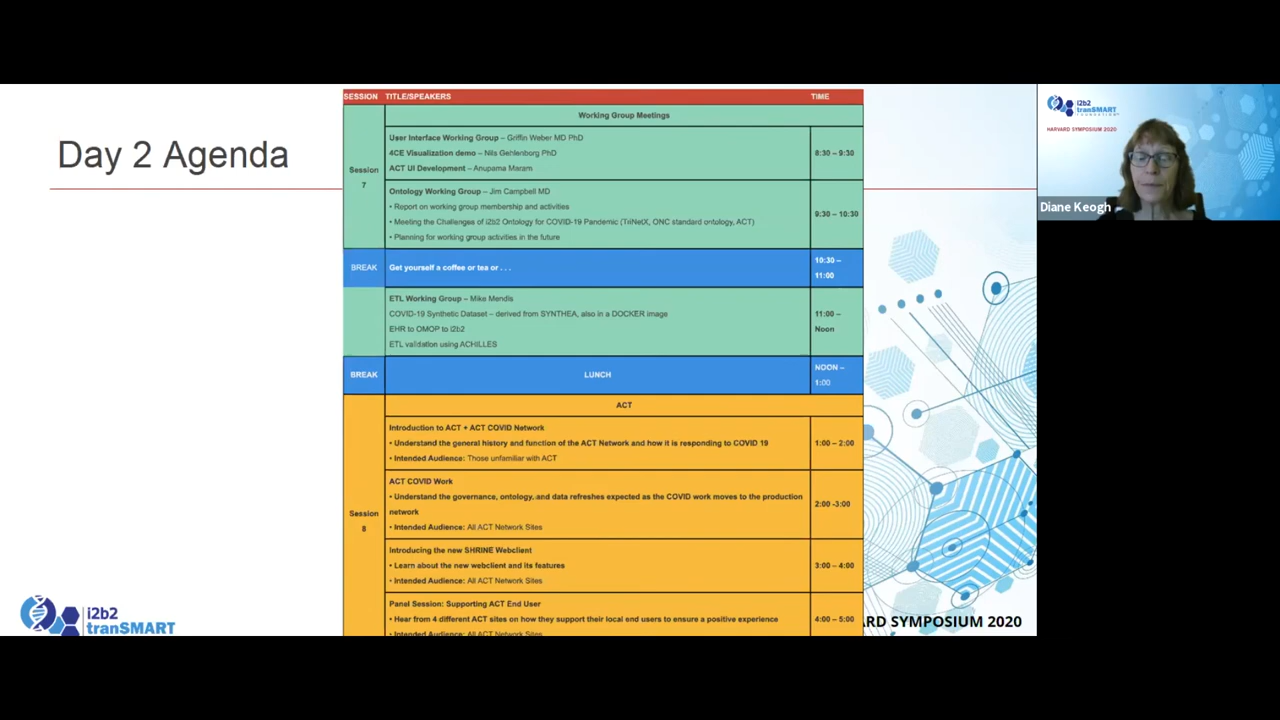 Day 2 Agenda
SESSION TITLE/SPEAKERS TIME
Working Group Meetings
Session
7
User Interface Working Group – Griffin Weber MD PhD
4CE Visualization demo – Nils Gehlenborg PhD
ACT UI Development – Anupama Maram
8:30 – 9:30
Ontology Working Group – Jim Campbell MD
• Report on working group membership and activities
• Meeting the Challenges of i2b2 Ontology for COVID-19 Pandemic (TriNetX, ONC standard ontology, ACT)
• Planning for working group activities in the future
9:30 – 10:30
BREAK
Get yourself a coffee or tea or . . .
10:30 –
11:00
ETL Working Group – Mike Mendis
COVID-19 Synthetic Dataset – derived from SYNTHEA, also in a DOCKER image
EHR to OMOP to i2b2
ETL validation using ACHILLES
11:00 –
Noon
BREAK
LUNCH
NOON –
1:00
Session
8
ACT
Introduction to ACT + ACT COVID Network
• Understand the general history and function of the ACT Network and how it is responding to COVID 19
• Intended Audience: Those unfamiliar with ACT
1:00 – 2:00
ACT COVID Work
• Understand the governance, ontology, and data refreshes expected as the COVID work moves to the production
network
• Intended Audience: All ACT Network Sites
2:00 -3:00
Introducing the new SHRINE Webclient
• Learn about the new webclient and its features
• Intended Audience: All ACT Network Sites
3:00 – 4:00
Panel Session: Supporting ACT End User
• Hear from 4 different ACT sites on how they support their local end users to ensure a positive experience
• Intended Audience: All ACT Network Sites
4:00 – 5:00
i2b2
tranSMART
ARD SYMPOSIUM 2020
i2b2
tranSMART
FOUNDATION
HARVARD SYMPOSIUM 2020
Diane Keogh